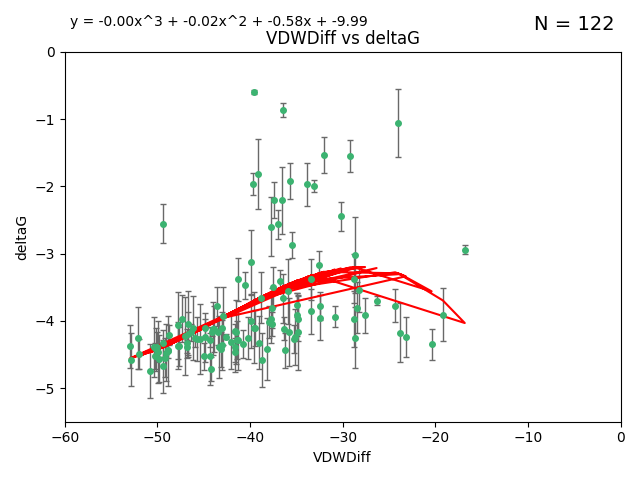 y = -0.00x^3 + -0.02x^2 + -0.58x + -9.99
N = 122
VDWDiff vs deltaG
0
−1
−2
−3
−4
−5
deltaG
−60
−50
−40
−30
−20
−10
0
VDWDiff